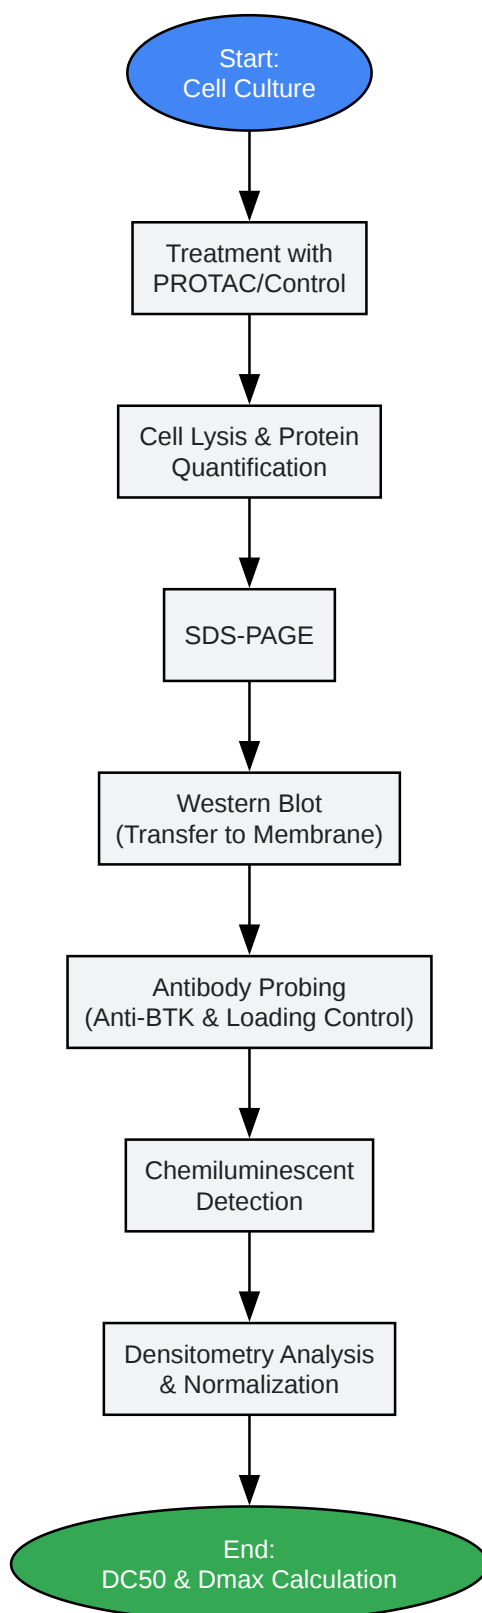 Start:
Cell Culture
Treatment with
PROTAC/Control
Cell Lysis & Protein
Quantification
SDS-PAGE
Western Blot
(Transfer to Membrane)
Antibody Probing
(Anti-BTK & Loading Control)
Chemiluminescent
Detection
Densitometry Analysis
& Normalization
End:
DC50 & Dmax Calculation